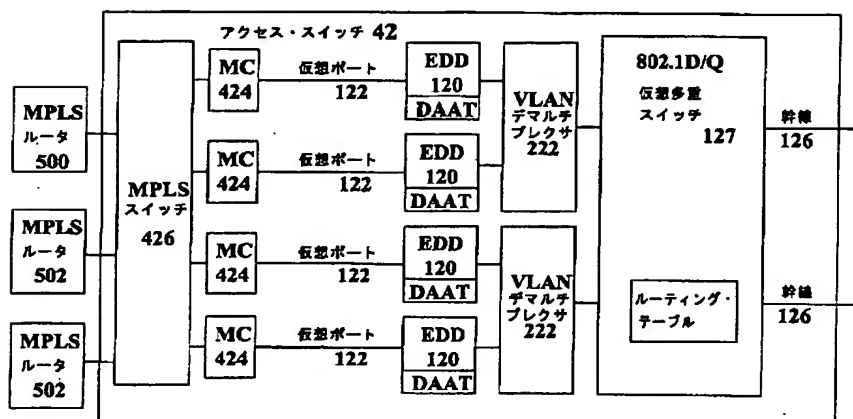 アクセス・スイッチ 42
MPLS
ルータ
500
MPLS
ルータ
502
MPLS
ルータ
502
MPLS
スイッチ
426
MC
424
仮想ポート
122
EDD
120
DAAT
MC
424
仮想ポート
122
EDD
120
DAAT
MC
424
仮想ポート
122
EDD
120
DAAT
MC
424
仮想ポート
122
EDD
120
DAAT
VLAN
デマルチ
プレクサ
222
VLAN
デマルチ
プレクサ
222
802.1D/Q
仮想多重
スイッチ
127
ルーティング・
テーブル
幹線
126
幹線
126